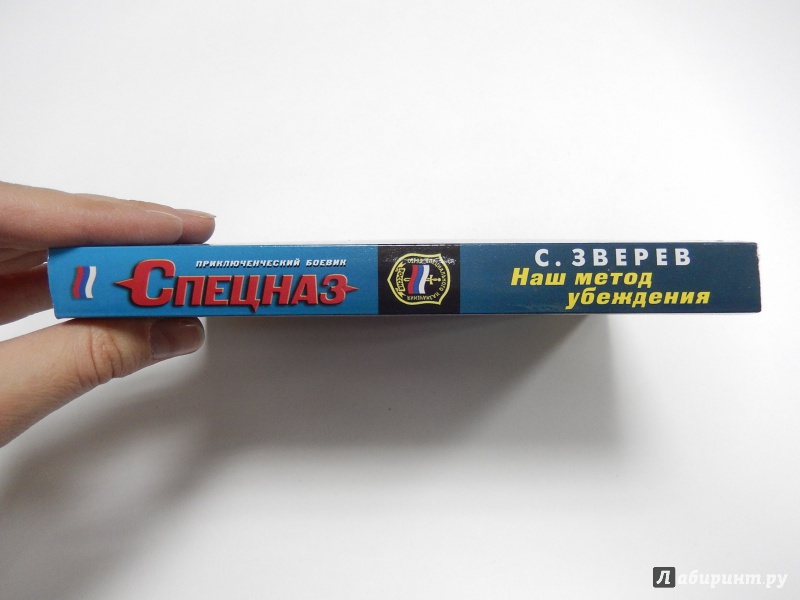 ПРИКЛЮЧЕНЧЕСКИЙ БОЕВИК
СПЕЦНАЗ
С. ЗВЕРЕВ
Наш метод
убеждения
Лабиринт.ру